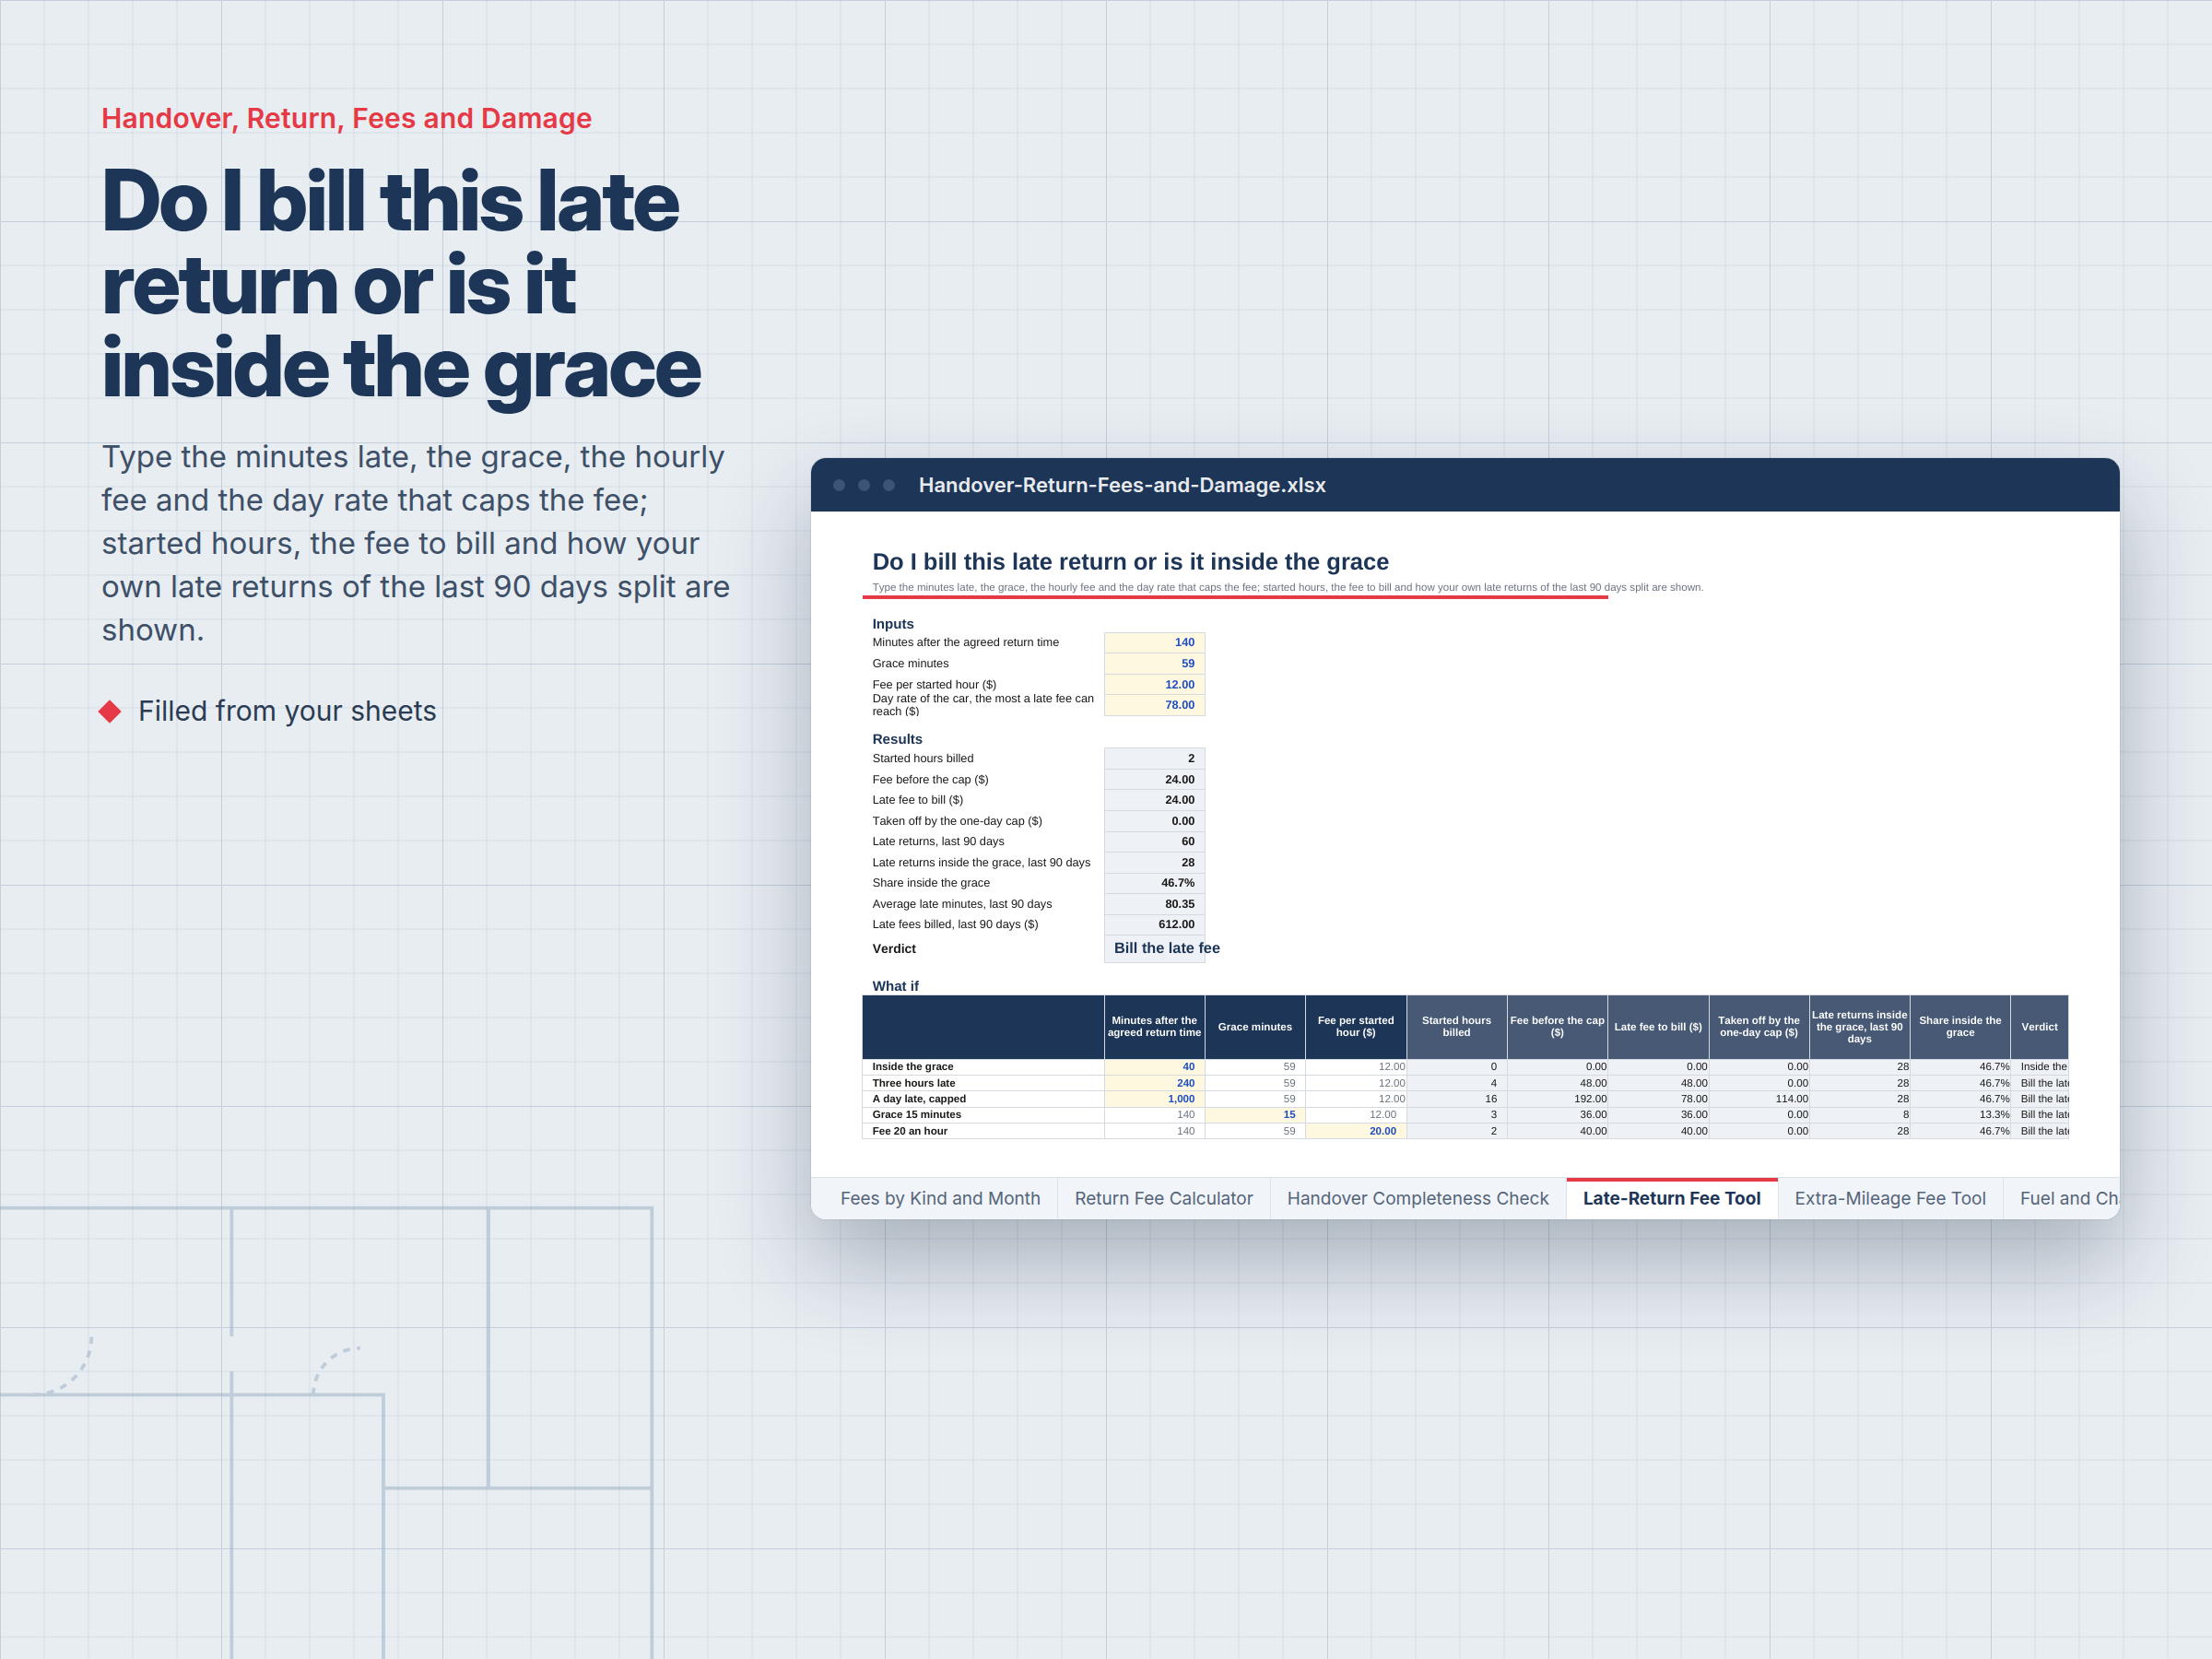 Handover, Return, Fees and Damage
Do I bill this late
return or is it
inside the grace
Type the minutes late, the grace, the hourly
fee and the day rate that caps the fee;
started hours, the fee to bill and how your
own late returns of the last 90 days split are
shown.
Filled from your sheets
Handover-Return-Fees-and-Damage.xlsx
Do I bill this late return or is it inside the grace
Type the minutes late, the grace, the hourly fee and the day rate that caps the fee; started hours, the fee to bill and how your own late returns of the last 90 days split are shown.
Inputs
Minutes after the agreed return time 140
Grace minutes 59
Fee per started hour ($) 12.00
Day rate of the car, the most a late fee can
reach ($) 78.00
Results
Started hours billed 2
Fee before the cap ($) 24.00
Late fee to bill ($) 24.00
Taken off by the one-day cap ($) 0.00
Late returns, last 90 days 60
Late returns inside the grace, last 90 days 28
Share inside the grace 46.7%
Average late minutes, last 90 days 80.35
Late fees billed, last 90 days ($) 612.00
Verdict Bill the late fee
What if
Minutes after the agreed return time Grace minutes Fee per started hour ($) Started hours billed Fee before the cap ($) Late fee to bill ($) Taken off by the one-day cap ($) Late returns inside the grace, last 90 days Share inside the grace Verdict
Inside the grace 40 59 12.00 0 0.00 0.00 0.00 28 46.7% Inside the
Three hours late 240 59 12.00 4 48.00 48.00 0.00 28 46.7% Bill the late
A day late, capped 1,000 59 12.00 16 192.00 78.00 114.00 28 46.7% Bill the late
Grace 15 minutes 140 15 12.00 3 36.00 36.00 0.00 8 13.3% Bill the late
Fee 20 an hour 140 59 20.00 2 40.00 40.00 0.00 28 46.7% Bill the late
Fees by Kind and Month Return Fee Calculator Handover Completeness Check Late-Return Fee Tool Extra-Mileage Fee Tool Fuel and Ch